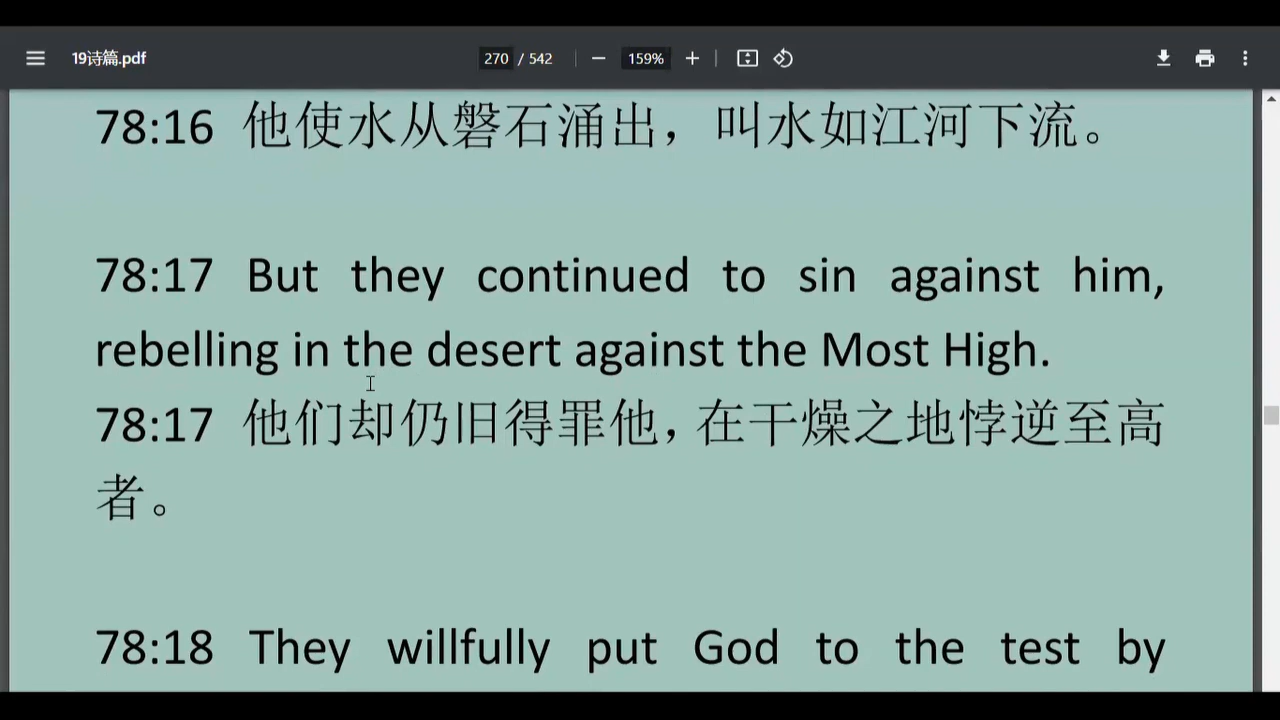 19诗篇.pdf
270 / 542
159%
78:16 他使水从磐石涌出，叫水如江河下流。
78:17 But they continued to sin against him,
rebelling in the desert against the Most High.
78:17 他们却仍旧得罪他，在干燥之地悖逆至高
者。
78:18 They willfully put God to the test by